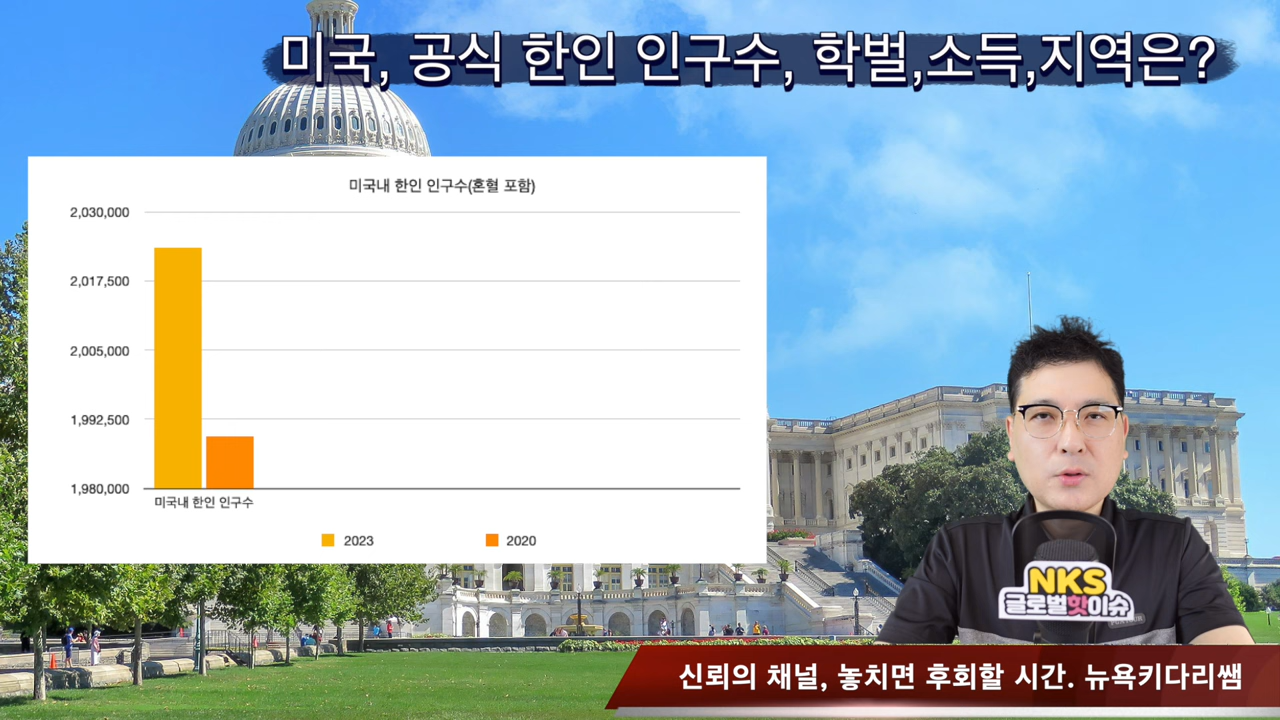 미국, 공식 한인 인구수, 학벌,소득,지역은?
미국내 한인 인구수(혼혈 포함)
2,030,000
2,017,500
2,005,000
1,992,500
1,980,000
미국내 한인 인구수
2023
2020
NKS
글로벌핫이슈
신뢰의 채널, 놓치면 후회할 시간. 뉴욕키다리쌤